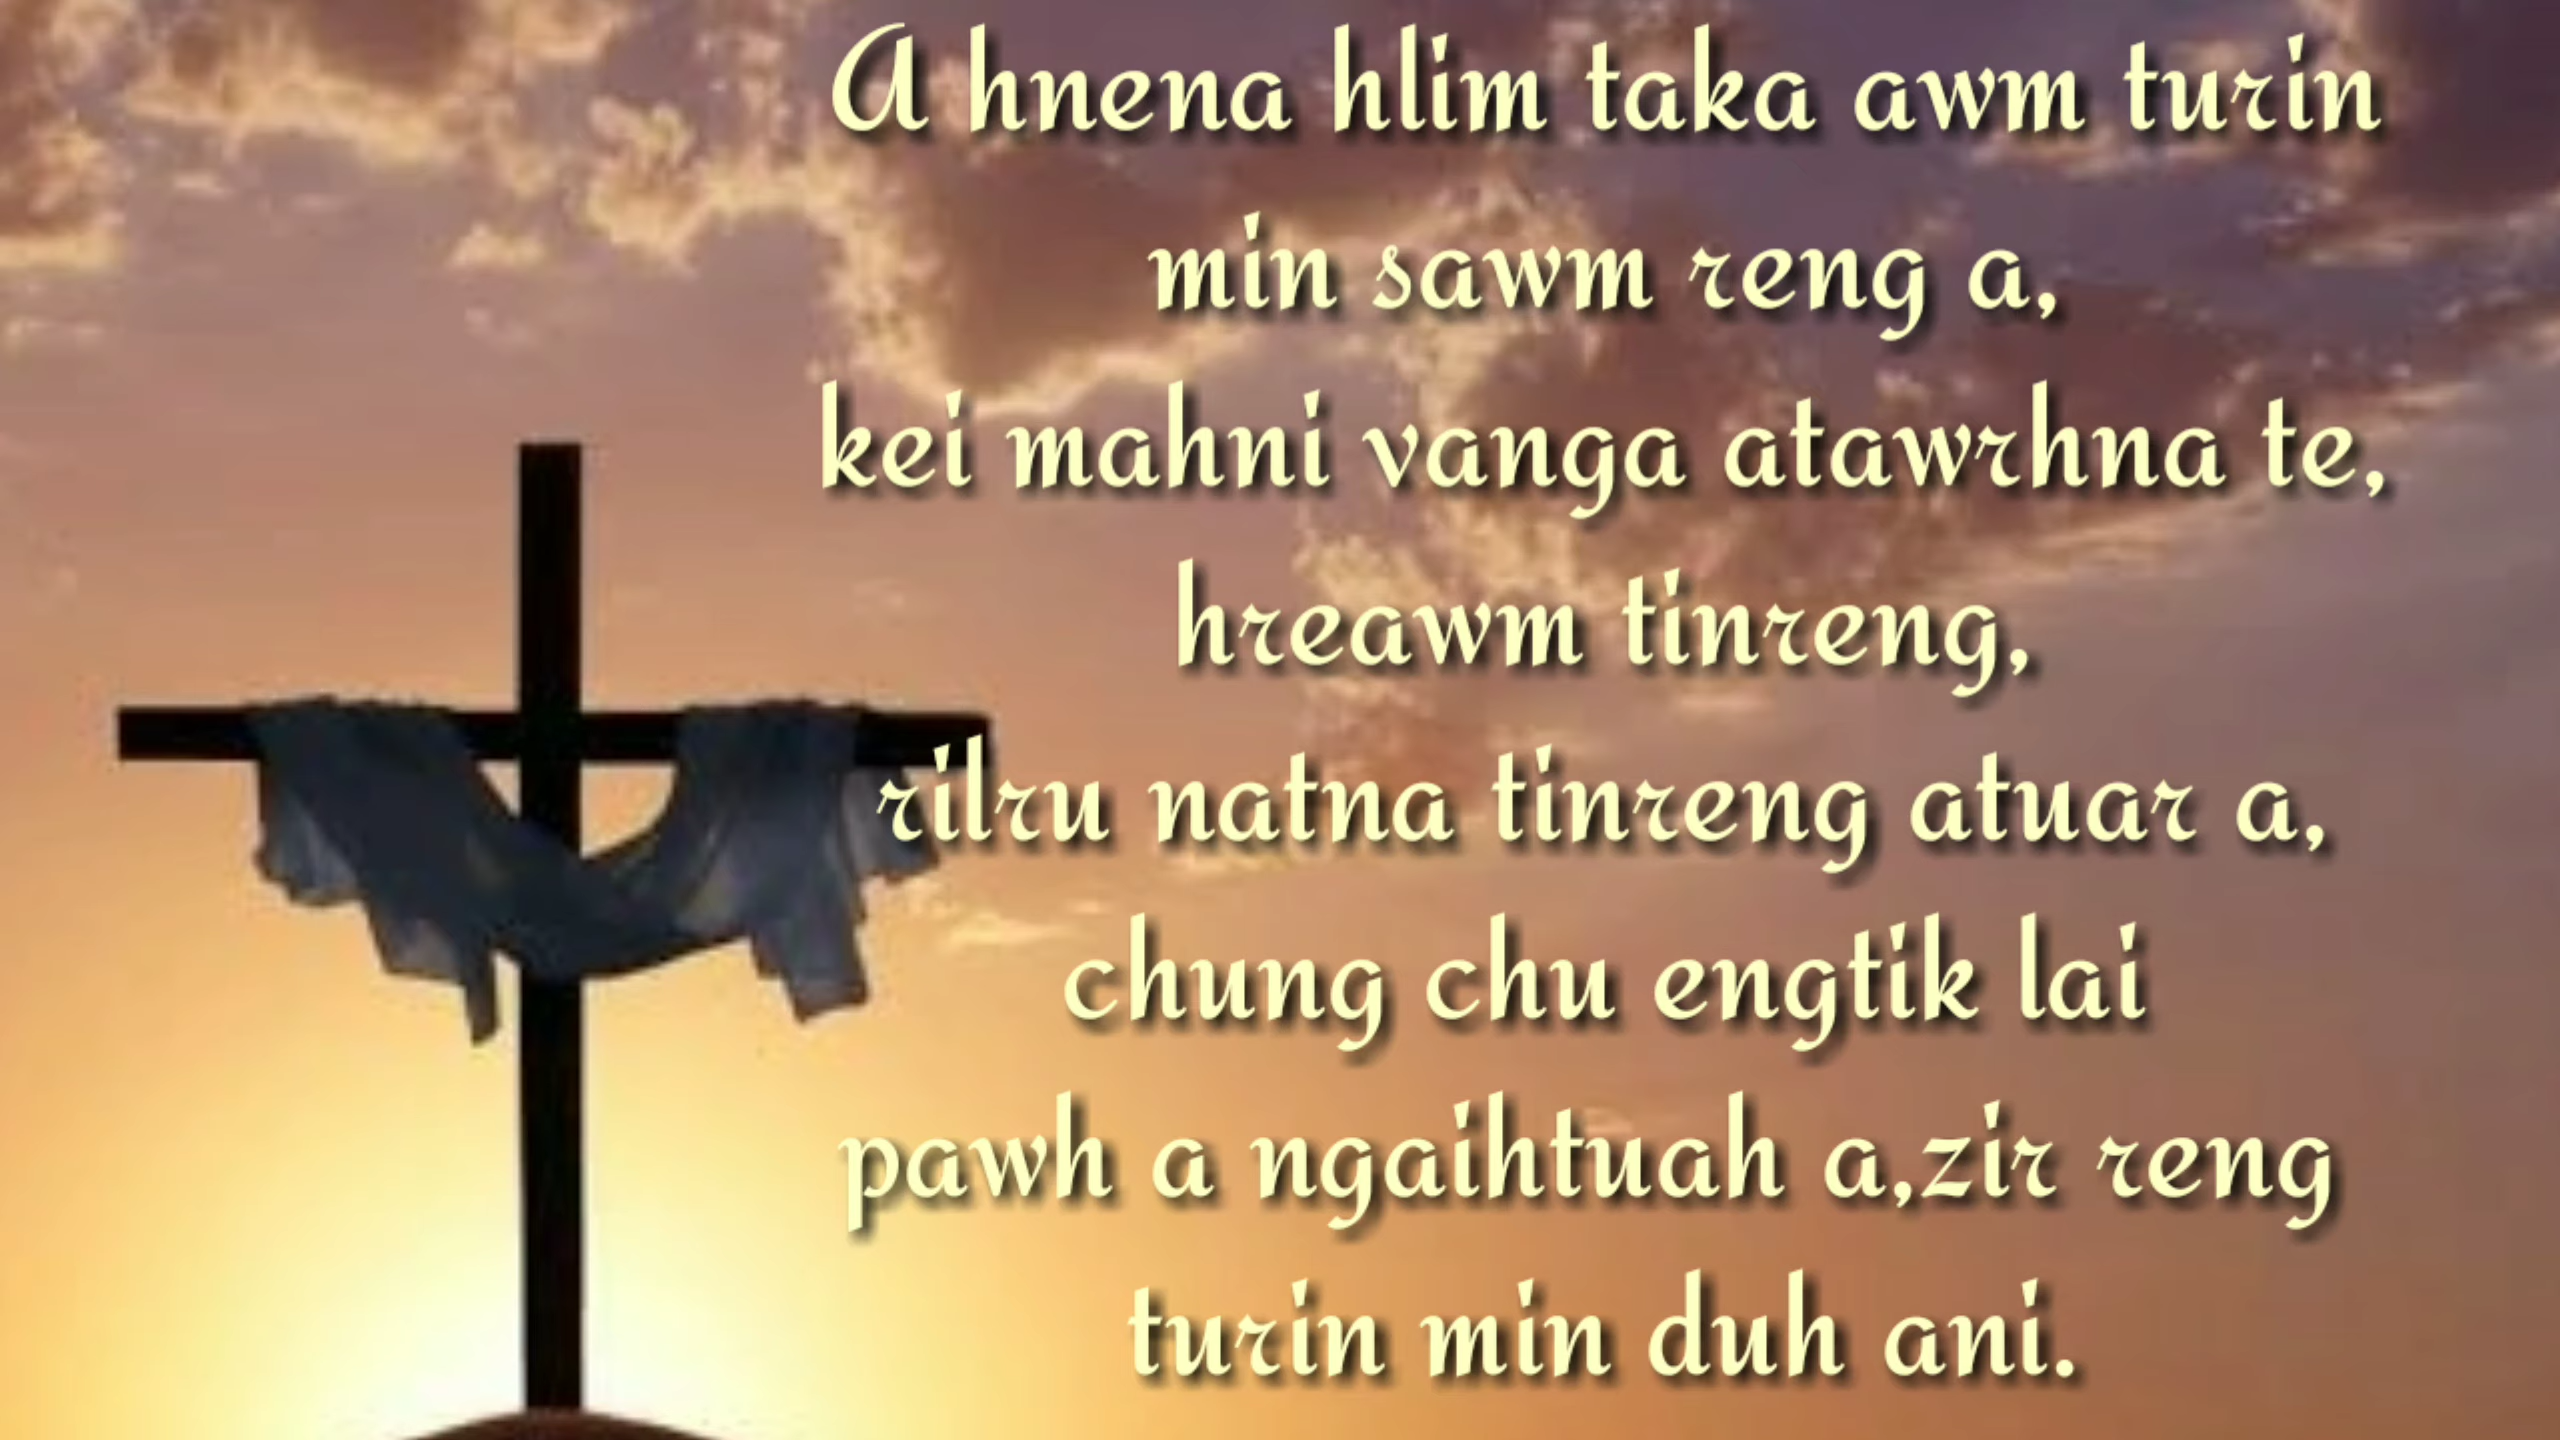 A hnena hlim taka awm turin
min sawm reng a,
kei mahni vanga atawrhna te,
hreawm tinreng,
rilru natna tinreng atuar a,
chung chu engtik lai
pawh a ngaihtuah a,zir reng
turin min duh ani.